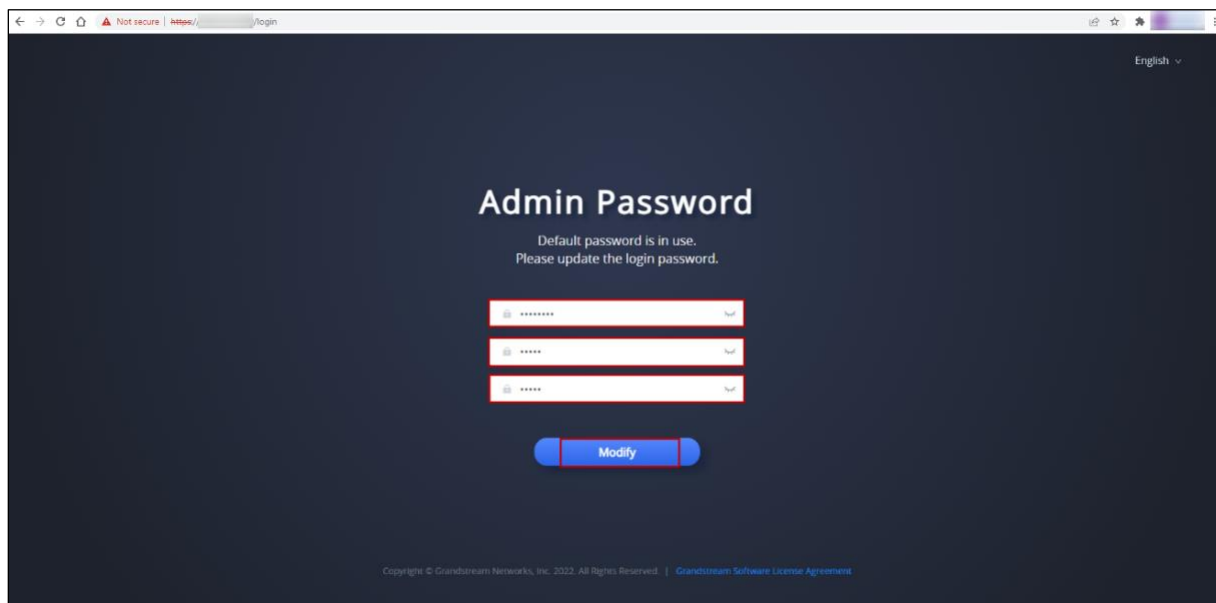 Not secure | https:// /login
English
Admin Password
Default password is in use.
Please update the login password.
••••••••
•••••
•••••
Modify
Copyright © Grandstream Networks, Inc. 2022. All Rights Reserved. | Grandstream Software License Agreement